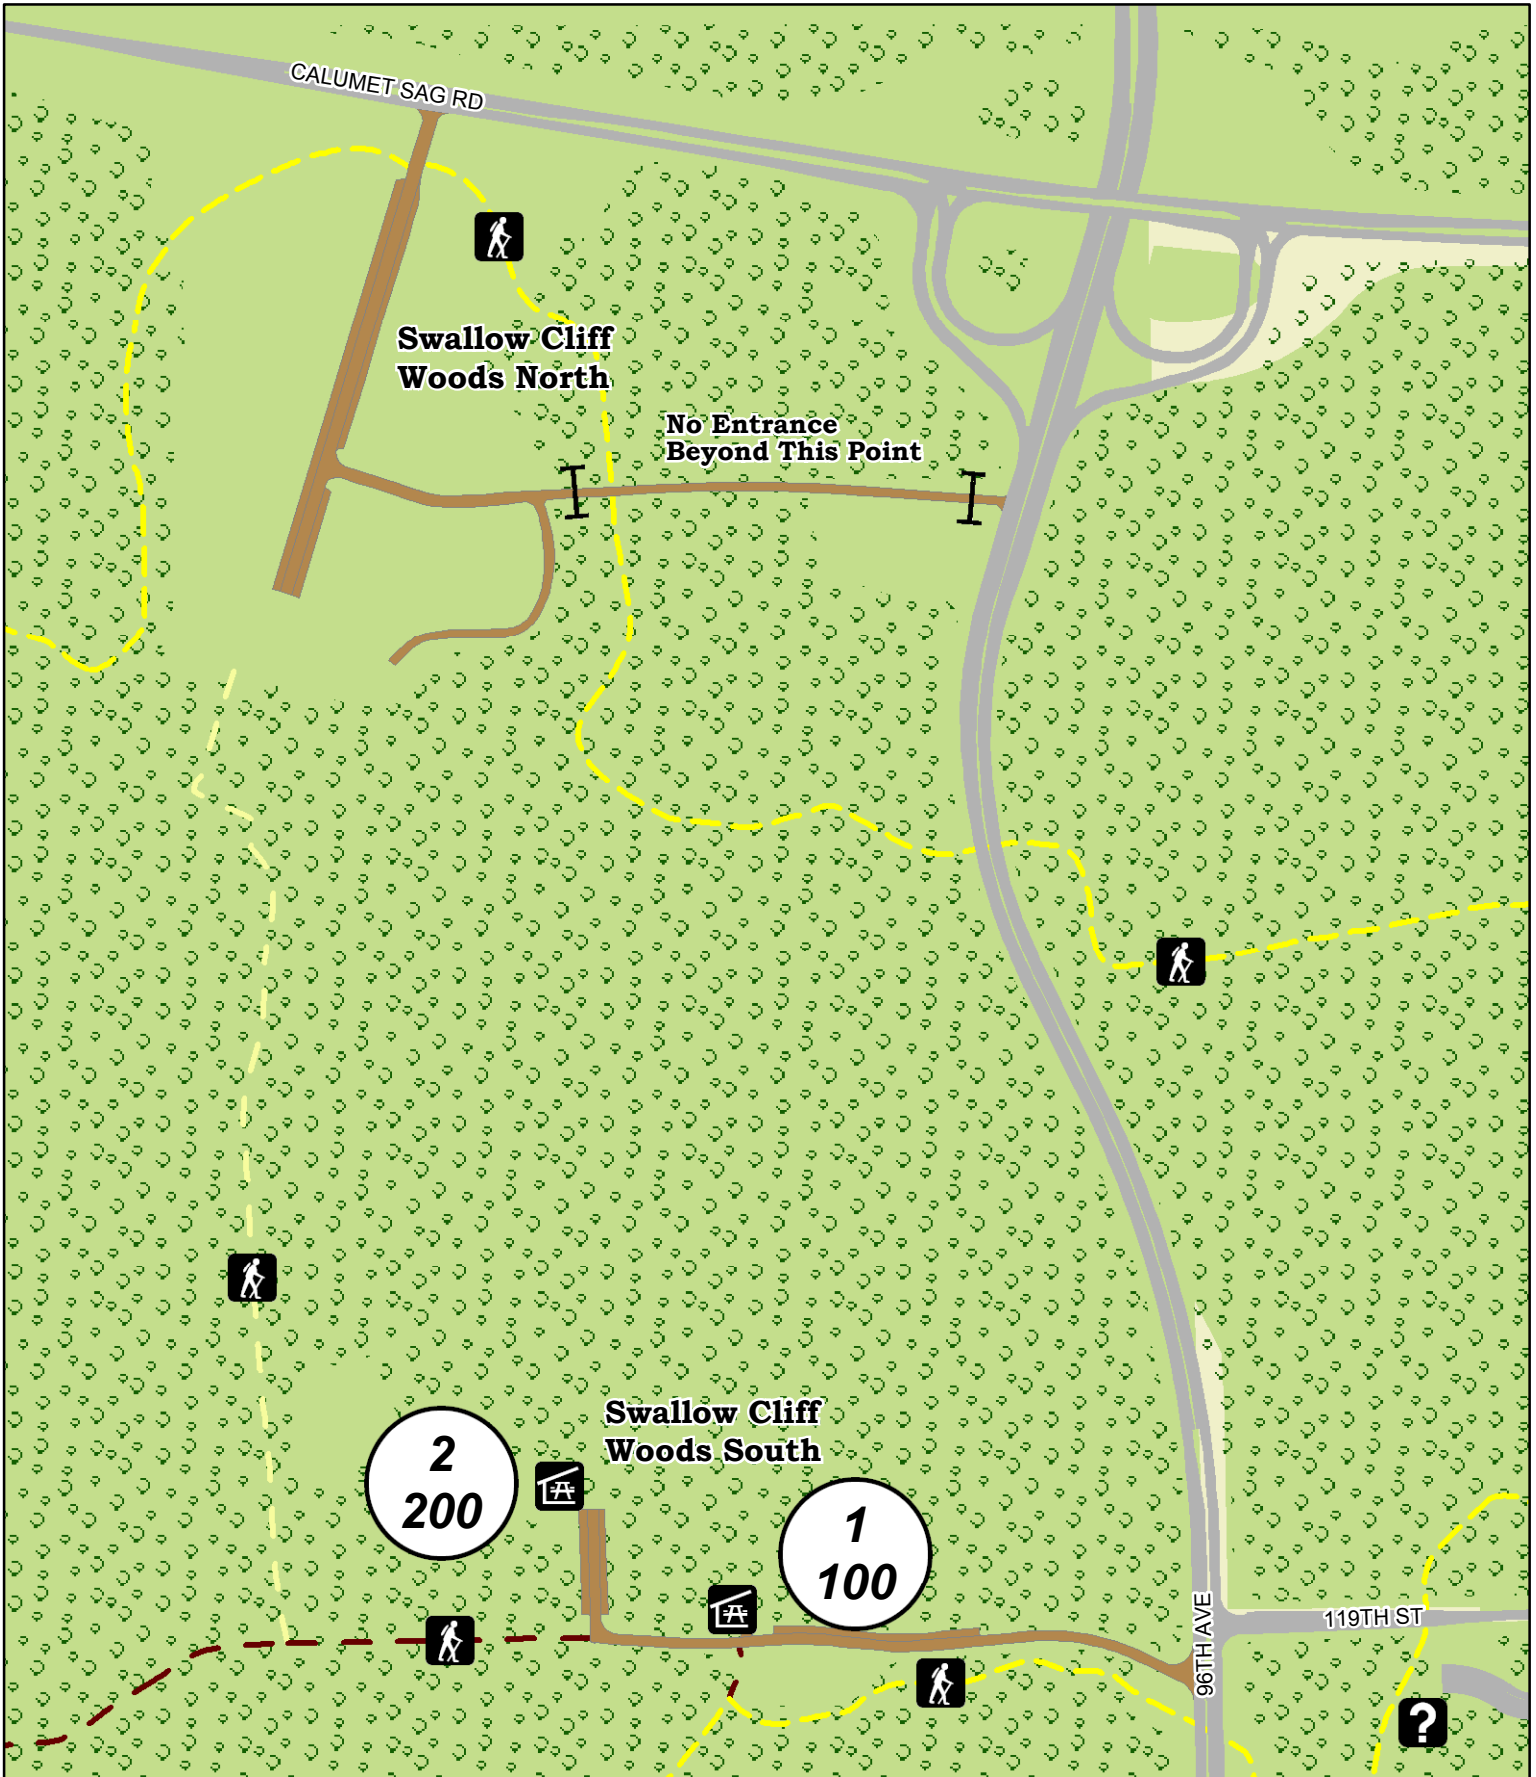 CALUMET SAG RD
Swallow Cliff
Woods North
No Entrance
Beyond This Point
Swallow Cliff
Woods South
2
200
1
100
96TH AVE
119TH ST
?